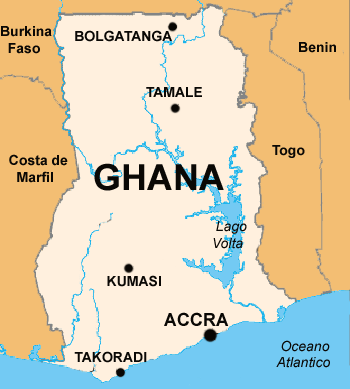 Burkina
Faso
BOLGATANGA
Benin
TAMALE
Togo
Costa de
Marfil
GHANA
Lago
Volta
KUMASI
ACCRA
TAKORADI
Oceano
Atlantico